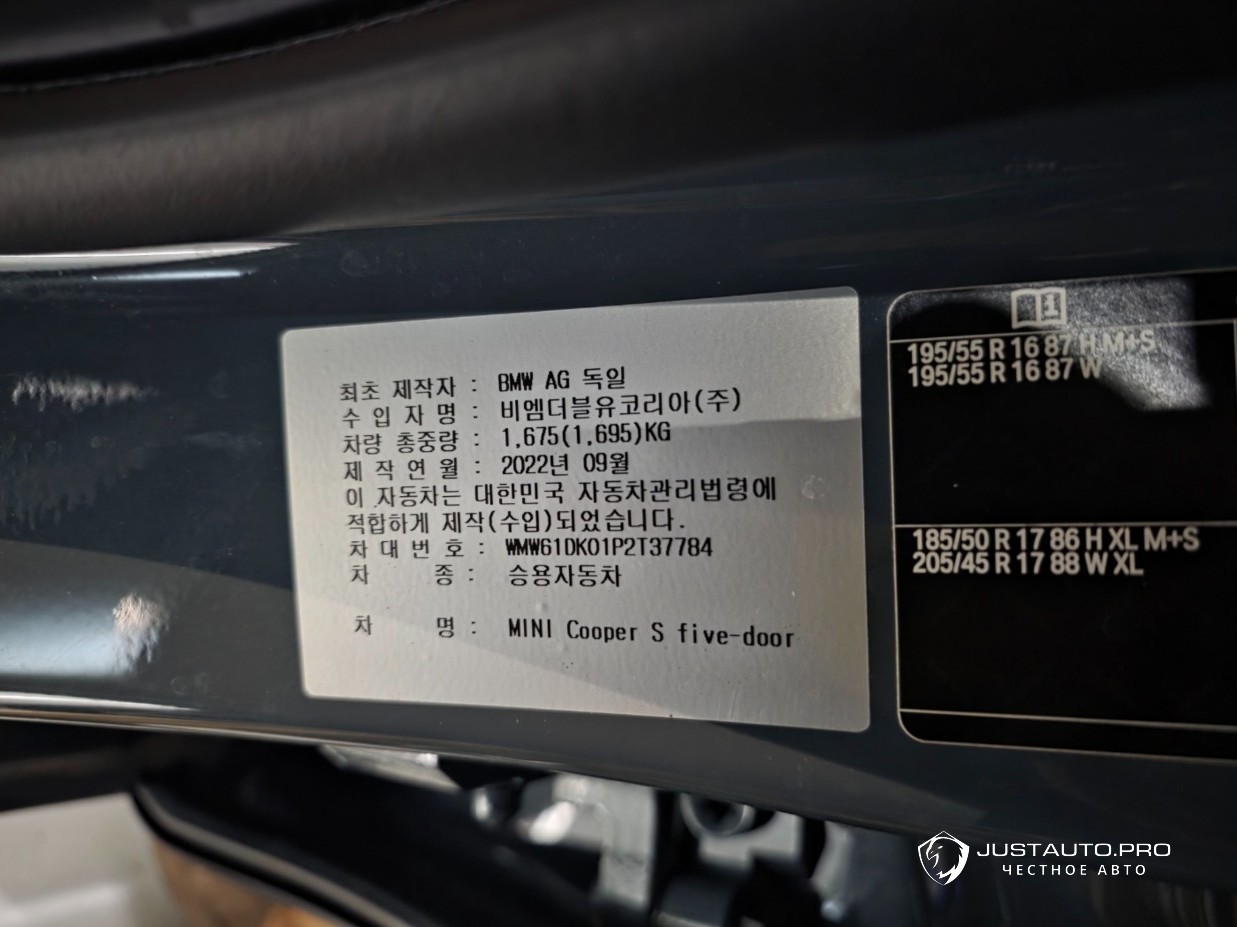 최초 제작자 : BMW AG 독일
수 입 자 명 : 비엠더블유코리아(주)
차량 총중량 : 1,675(1,695)KG
제 작 연 월 : 2022년 09월
이 자동차는 대한민국 자동차관리법령에
적합하게 제작(수입)되었습니다.
차 대 번 호 : WMW61DK01P2T37784
차 종 : 승용자동차
차 명 : MINI Cooper S five-door
1
195/55 R 16 87 H M+S
195/55 R 16 87 W
185/50 R 17 86 H XL M+S
205/45 R 17 88 W XL
JUSTAUTO.PRO
ЧЕСТНОЕ АВТО